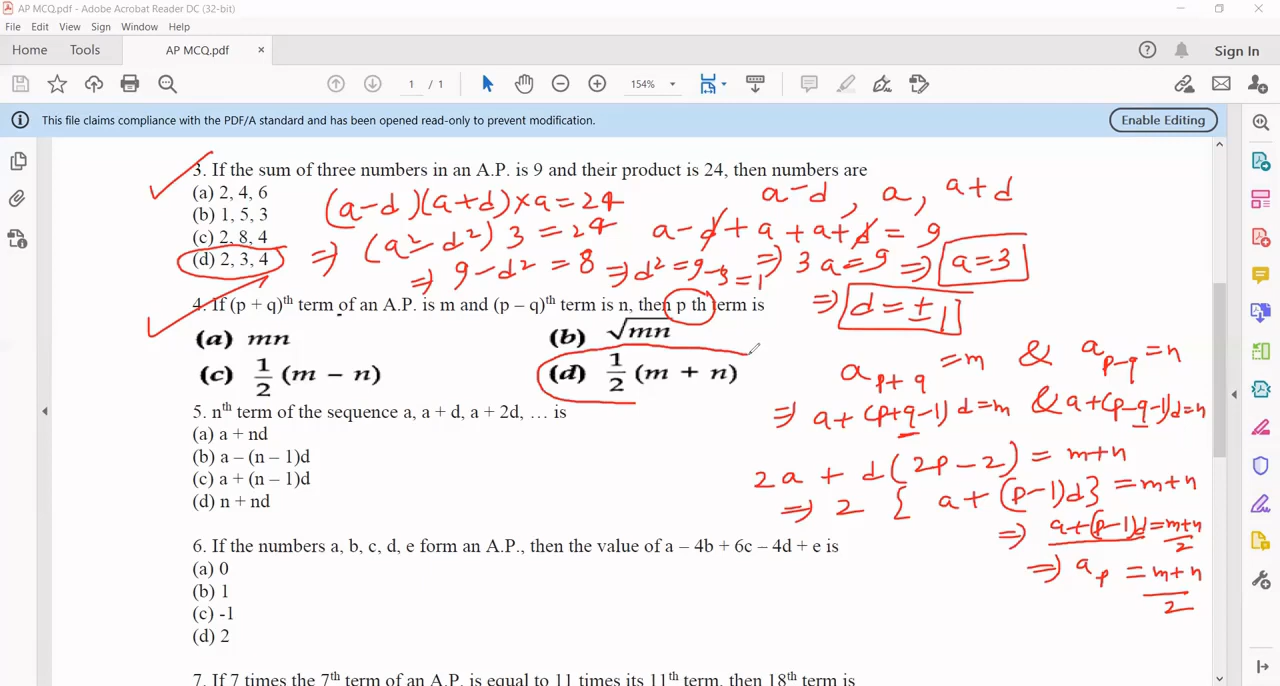 AP MCQ.pdf - Adobe Acrobat Reader DC (32-bit)
File Edit View Sign Window Help
Home Tools AP MCQ.pdf × Sign In
1 / 1 154%
This file claims compliance with the PDF/A standard and has been opened read-only to prevent modification. Enable Editing
3. If the sum of three numbers in an A.P. is 9 and their product is 24, then numbers are
(a) 2, 4, 6
(b) 1, 5, 3
(c) 2, 8, 4
(d) 2, 3, 4
a-d, a, a+d
(a-d)(a+d)×a=24
a-d+a+a+d=9
⇒ (a²-d²)3=24
⇒ 3a=9 ⇒ a=3
⇒ 9-d²=8 ⇒ d²=9-8=1
⇒ d=±1
4. If (p + q)th term of an A.P. is m and (p – q)th term is n, then p th term is
(a) mn (b) √mn
(c) 1/2 (m – n) (d) 1/2 (m + n)
a p+q = m & a p-q = n
⇒ a+(p+q-1)d=m & a+(p-q-1)d=n
2a + d(2p-2) = m+n
⇒ 2 { a+(p-1)d} = m+n
⇒ a+(p-1)d = m+n/2
⇒ a p = m+n/2
5. nth term of the sequence a, a + d, a + 2d, … is
(a) a + nd
(b) a – (n – 1)d
(c) a + (n – 1)d
(d) n + nd
6. If the numbers a, b, c, d, e form an A.P., then the value of a – 4b + 6c – 4d + e is
(a) 0
(b) 1
(c) -1
(d) 2
7. If 7 times the 7th term of an A.P. is equal to 11 times its 11th term, then 18th term is